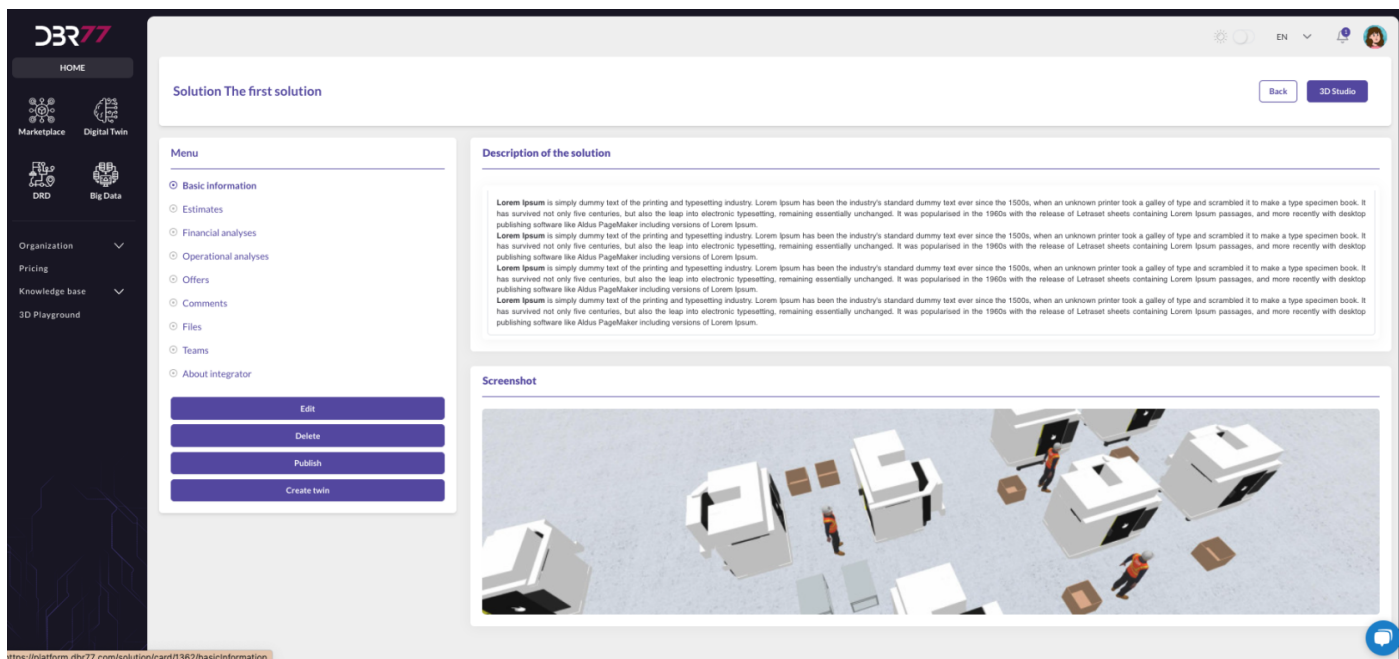 DBR77
HOME
EN
1
Marketplace
Digital Twin
DRD
Big Data
Organization
Pricing
Knowledge base
3D Playground
Solution The first solution
Back
3D Studio
Menu
Basic information
Estimates
Financial analyses
Operational analyses
Offers
Comments
Files
Teams
About integrator
Edit
Delete
Publish
Create twin
Description of the solution
Lorem Ipsum is simply dummy text of the printing and typesetting industry. Lorem Ipsum has been the industry's standard dummy text ever since the 1500s, when an unknown printer took a galley of type and scrambled it to make a type specimen book. It
has survived not only five centuries, but also the leap into electronic typesetting, remaining essentially unchanged. It was popularised in the 1960s with the release of Letraset sheets containing Lorem Ipsum passages, and more recently with desktop
publishing software like Aldus PageMaker including versions of Lorem Ipsum.
Lorem Ipsum is simply dummy text of the printing and typesetting industry. Lorem Ipsum has been the industry's standard dummy text ever since the 1500s, when an unknown printer took a galley of type and scrambled it to make a type specimen book. It
has survived not only five centuries, but also the leap into electronic typesetting, remaining essentially unchanged. It was popularised in the 1960s with the release of Letraset sheets containing Lorem Ipsum passages, and more recently with desktop
publishing software like Aldus PageMaker including versions of Lorem Ipsum.
Lorem Ipsum is simply dummy text of the printing and typesetting industry. Lorem Ipsum has been the industry's standard dummy text ever since the 1500s, when an unknown printer took a galley of type and scrambled it to make a type specimen book. It
has survived not only five centuries, but also the leap into electronic typesetting, remaining essentially unchanged. It was popularised in the 1960s with the release of Letraset sheets containing Lorem Ipsum passages, and more recently with desktop
publishing software like Aldus PageMaker including versions of Lorem Ipsum.
Lorem Ipsum is simply dummy text of the printing and typesetting industry. Lorem Ipsum has been the industry's standard dummy text ever since the 1500s, when an unknown printer took a galley of type and scrambled it to make a type specimen book. It
has survived not only five centuries, but also the leap into electronic typesetting, remaining essentially unchanged. It was popularised in the 1960s with the release of Letraset sheets containing Lorem Ipsum passages, and more recently with desktop
publishing software like Aldus PageMaker including versions of Lorem Ipsum.
Screenshot
https://platform.dbr77.com/solution/card/1362/basicInformation